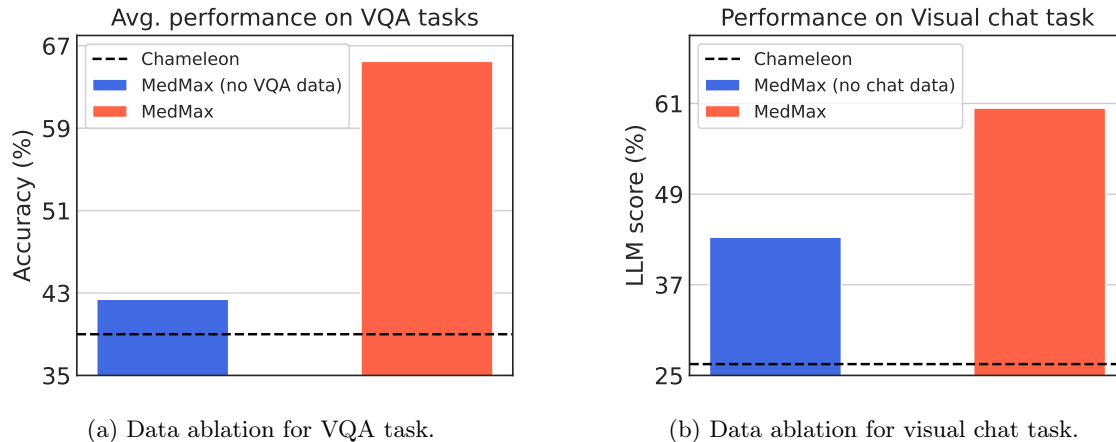 Avg. performance on VQA tasks
Chameleon
MedMax (no VQA data)
MedMax
Accuracy (%)
67
59
51
43
35
(a) Data ablation for VQA task.
Performance on Visual chat task
Chameleon
MedMax (no chat data)
MedMax
LLM score (%)
61
49
37
25
(b) Data ablation for visual chat task.